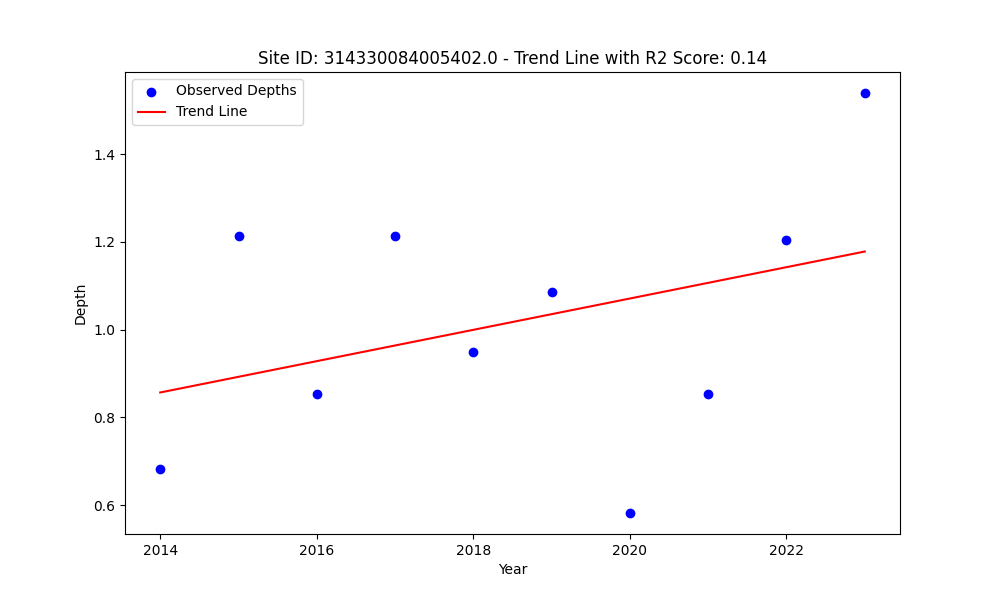 Site ID: 314330084005402.0 - Trend Line with R2 Score: 0.14
Observed Depths
Trend Line
Depth
1.4
1.2
1.0
0.8
0.6
2014
2016
2018
2020
2022
Year